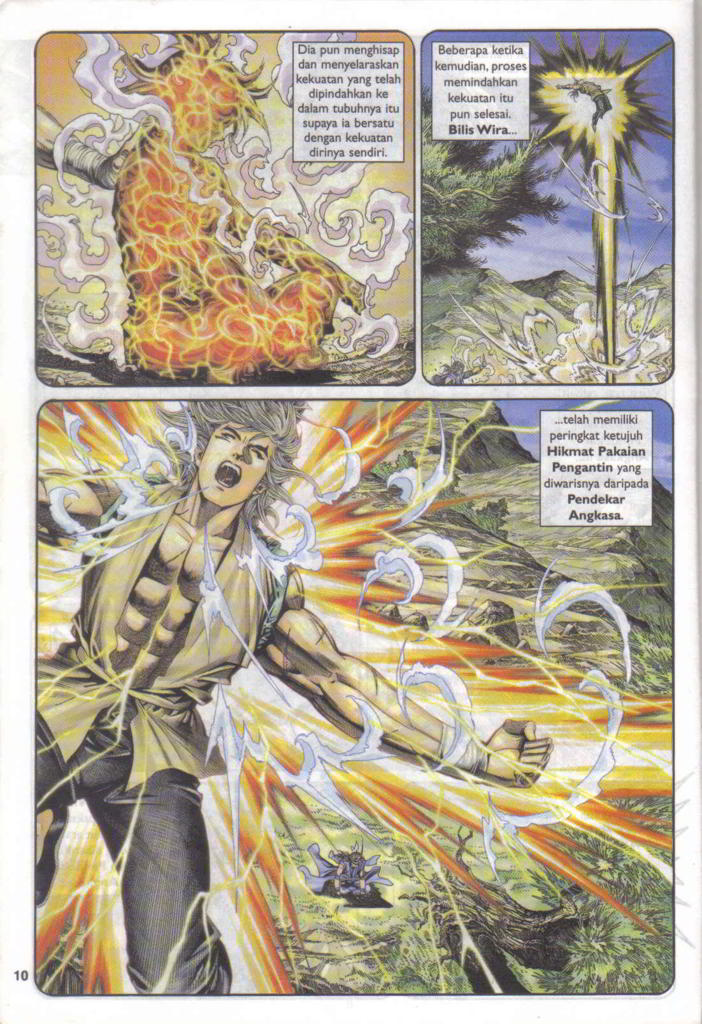 Dia pun menghisap
dan menyelaraskan
kekuatan yang telah
dipindahkan ke
dalam tubuhnya itu
supaya ia bersatu
dengan kekuatan
dirinya sendiri.
Beberapa ketika
kemudian, proses
memindahkan
kekuatan itu
pun selesai.
Bilis Wira...
...telah memiliki
peringkat ketujuh
Hikmat Pakaian
Pengantin yang
diwarisnya daripada
Pendekar
Angkasa.
10